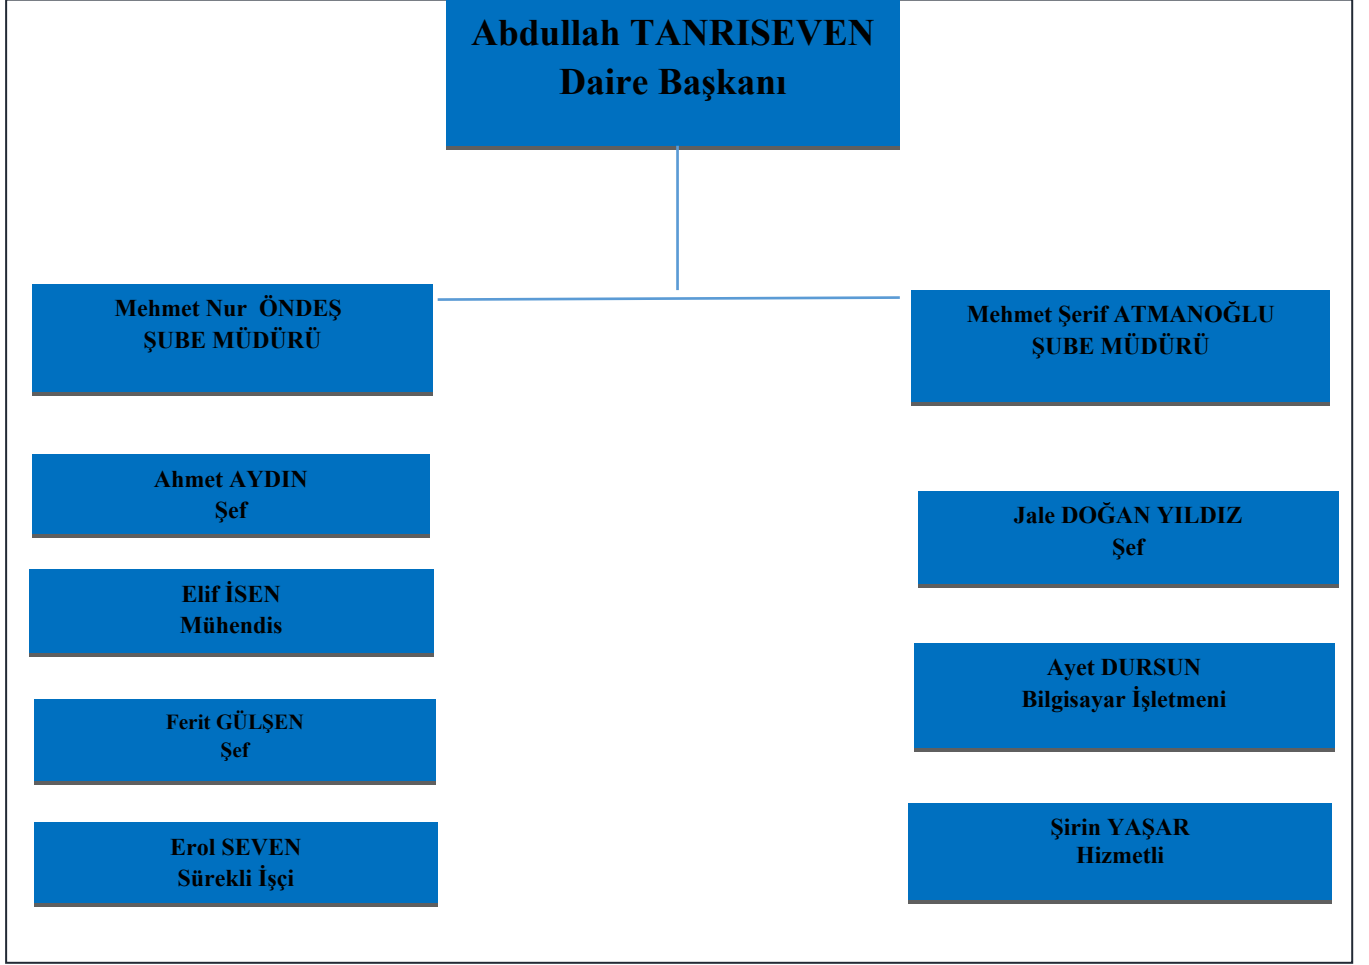 Abdullah TANRISEVEN
Daire Başkanı
Mehmet Nur ÖNDEŞ
ŞUBE MÜDÜRÜ
Mehmet Şerif ATMANOĞLU
ŞUBE MÜDÜRÜ
Ahmet AYDIN
Şef
Jale DOĞAN YILDIZ
Şef
Elif İSEN
Mühendis
Ayet DURSUN
Bilgisayar İşletmeni
Ferit GÜLŞEN
Şef
Şirin YAŞAR
Hizmetli
Erol SEVEN
Sürekli İşçi